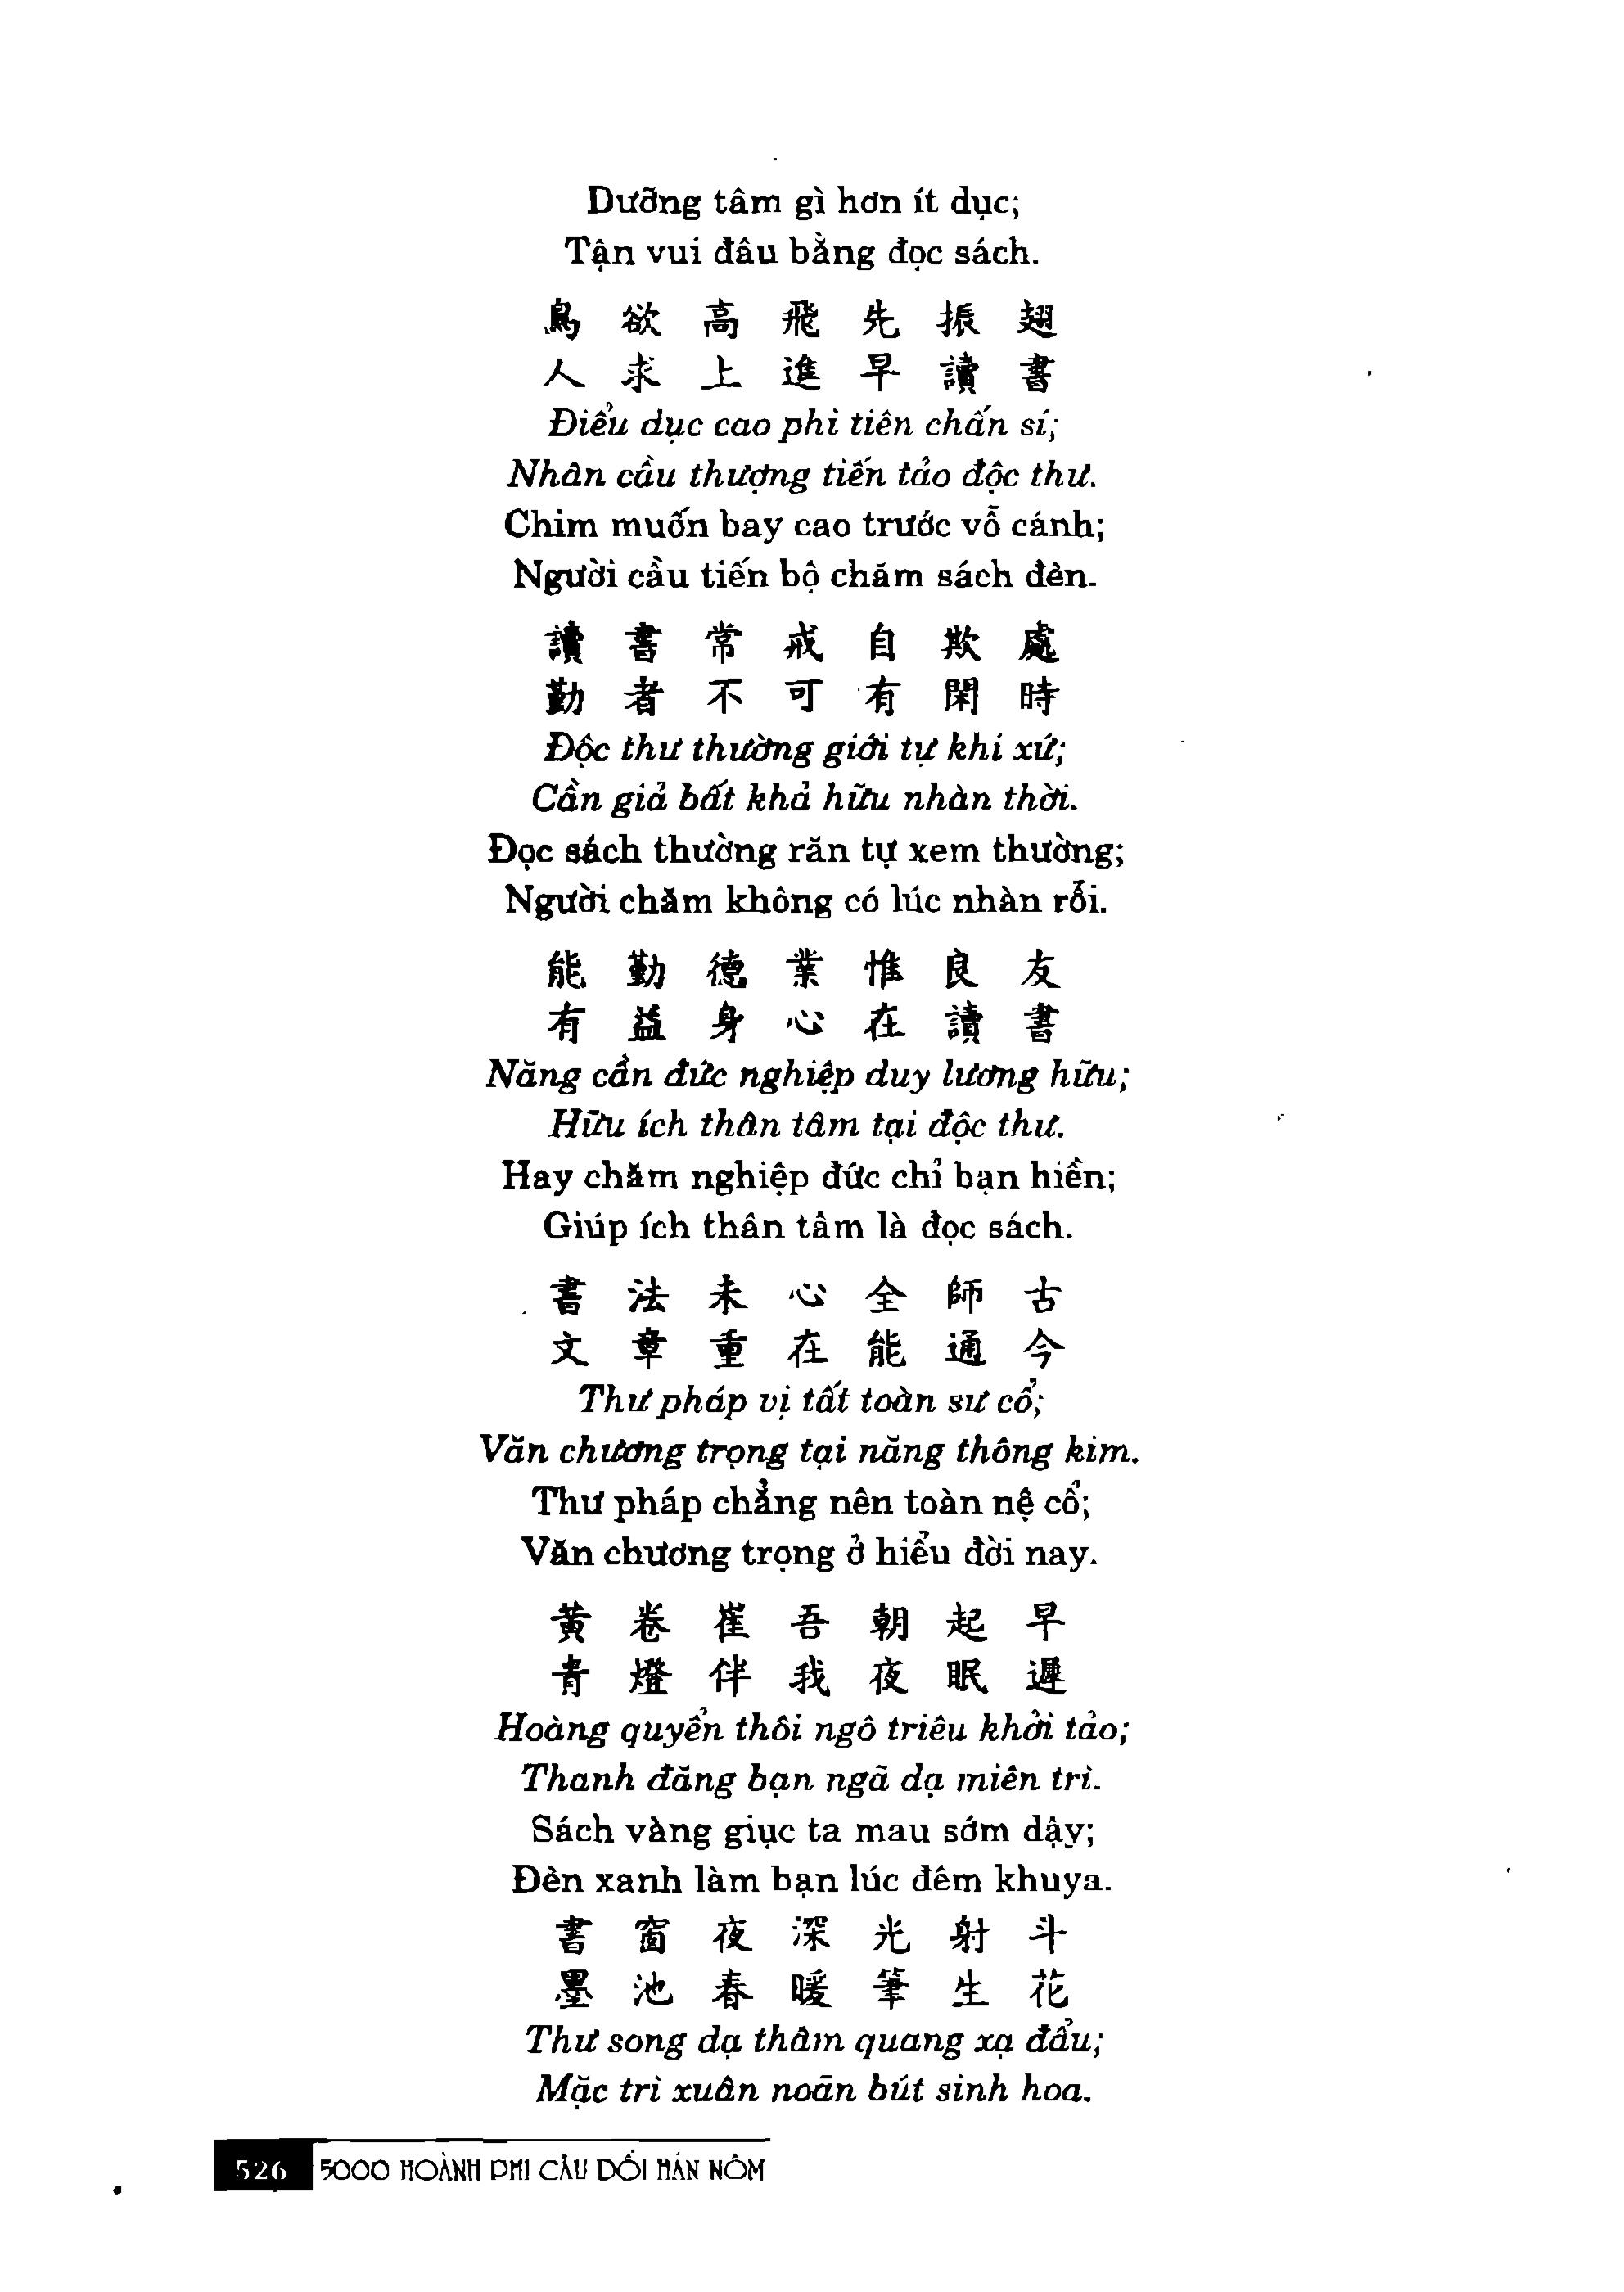 Dưỡng tâm gì hơn ít dục;
Tận vui đâu bằng đọc sách.
鳥 欲 高 飛 先 振 翅
人 求 上 進 早 讀 書
Điểu dục cao phi tiên chấn sí;
Nhân cầu thượng tiến tảo độc thư.
Chim muốn bay cao trước vỗ cánh;
Người cầu tiến bộ chăm sách đèn.
讀 書 常 戒 自 欺 處
勤 者 不 可 有 閑 時
Độc thư thường giới tự khi xứ;
Cần giả bất khả hữu nhàn thời.
Đọc sách thường răn tự xem thường;
Người chăm không có lúc nhàn rỗi.
能 勤 德 業 惟 良 友
有 益 身 心 在 讀 書
Năng cần đức nghiệp duy lương hữu;
Hữu ích thân tâm tại độc thư.
Hay chăm nghiệp đức chỉ bạn hiền;
Giúp ích thân tâm là đọc sách.
書 法 未 心 全 師 古
文 章 重 在 能 通 今
Thư pháp vị tất toàn sư cổ;
Văn chương trọng tại năng thông kim.
Thư pháp chẳng nên toàn nệ cổ;
Văn chương trọng ở hiểu đời nay.
黃 卷 崔 吾 朝 起 早
青 燈 伴 我 夜 眠 遲
Hoàng quyển thôi ngô triêu khởi tảo;
Thanh đăng bạn ngã dạ miên trì.
Sách vàng giục ta mau sớm dậy;
Đèn xanh làm bạn lúc đêm khuya.
書 窗 夜 深 光 射 斗
墨 池 春 暖 筆 生 花
Thư song dạ thâm quang xạ đẩu;
Mặc trì xuân noãn bút sinh hoa.
526 5000 HOÀNH PHI CÂU ĐỐI HÁN NÔM